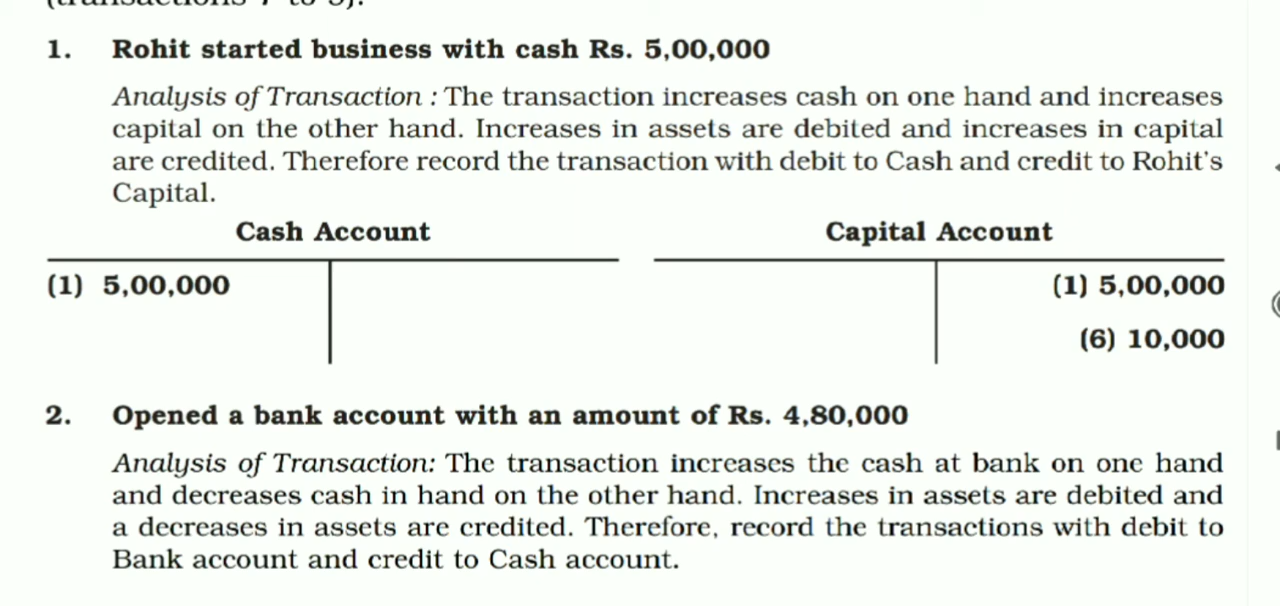 (transactions 1 to 5).
1. Rohit started business with cash Rs. 5,00,000
Analysis of Transaction : The transaction increases cash on one hand and increases
capital on the other hand. Increases in assets are debited and increases in capital
are credited. Therefore record the transaction with debit to Cash and credit to Rohit's
Capital.
Cash Account Capital Account
(1) 5,00,000 (1) 5,00,000
(6) 10,000
2. Opened a bank account with an amount of Rs. 4,80,000
Analysis of Transaction: The transaction increases the cash at bank on one hand
and decreases cash in hand on the other hand. Increases in assets are debited and
a decreases in assets are credited. Therefore, record the transactions with debit to
Bank account and credit to Cash account.